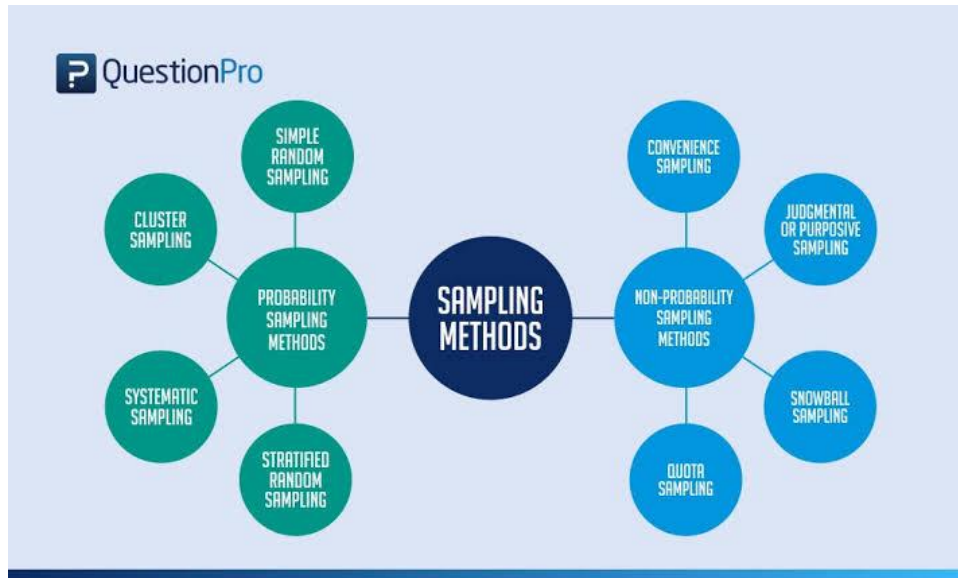 QuestionPro
SIMPLE
RANDOM
SAMPLING
CLUSTER
SAMPLING
PROBABILITY
SAMPLING
METHODS
SYSTEMATIC
SAMPLING
STRATIFIED
RANDOM
SAMPLING
SAMPLING
METHODS
CONVENIENCE
SAMPLING
JUDGMENTAL
OR PURPOSIVE
SAMPLING
NON-PROBABILITY
SAMPLING
METHODS
SNOWBALL
SAMPLING
QUOTA
SAMPLING